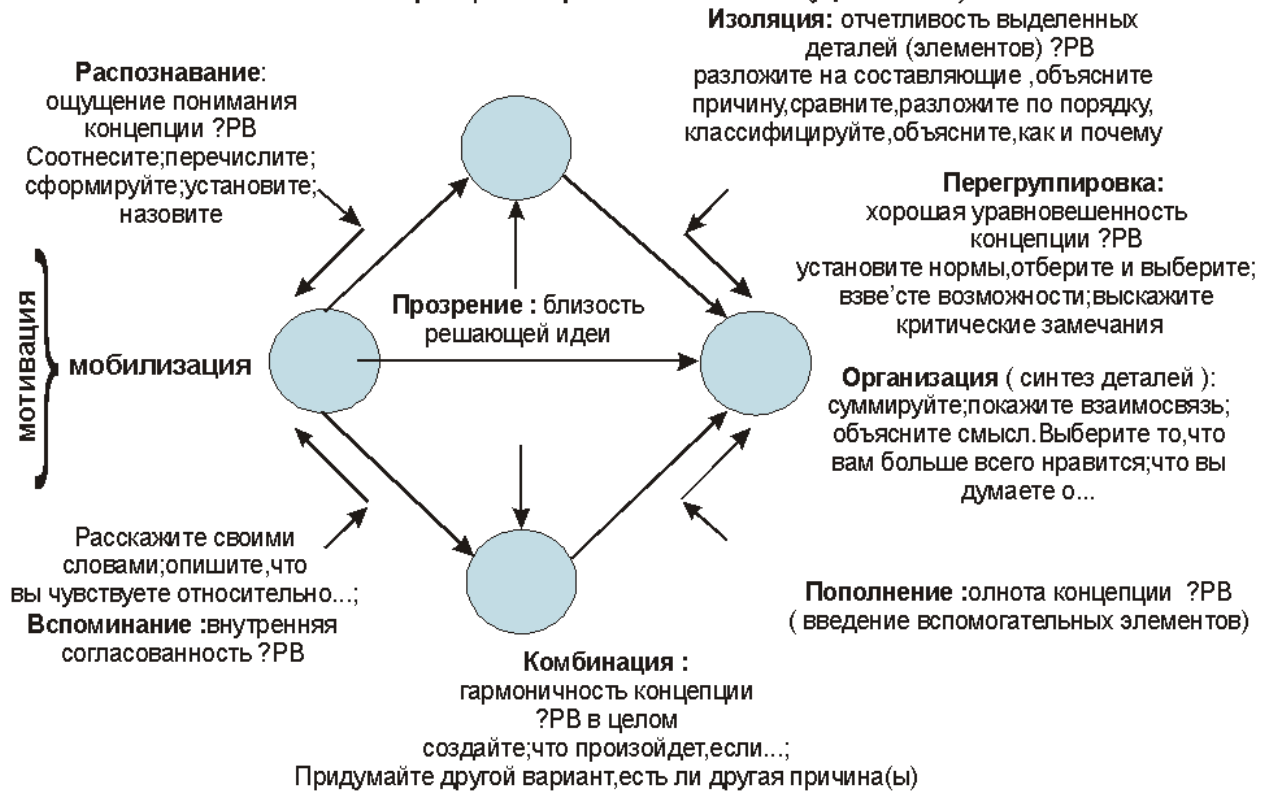 Изоляция: отчетливость выделенных
деталей (элементов) ?РВ
разложите на составляющие ,объясните
причину,сравните,разложите по порядку,
классифицируйте,объясните,как и почему
Распознавание:
ощущение понимания
концепции ?РВ
Соотнесите;перечислите;
сформируйте;установите;
назовите
Перегруппировка:
хорошая уравновешенность
концепции ?РВ
установите нормы,отберите и выберите;
взве'сте возможности;выскажите
критические замечания
Прозрение : близость
решающей идеи
мотивация
мобилизация
Организация ( синтез деталей ):
суммируйте;покажите взаимосвязь;
объясните смысл.Выберите то,что
вам больше всего нравится;что вы
думаете о...
Расскажите своими
словами;опишите,что
вы чувствуете относительно...;
Вспоминание :внутренняя
согласованность ?РВ
Пополнение :олнота концепции ?РВ
( введение вспомогательных элементов)
Комбинация :
гармоничность концепции
?РВ в целом
создайте;что произойдет,если...;
Придумайте другой вариант,есть ли другая причина(ы)